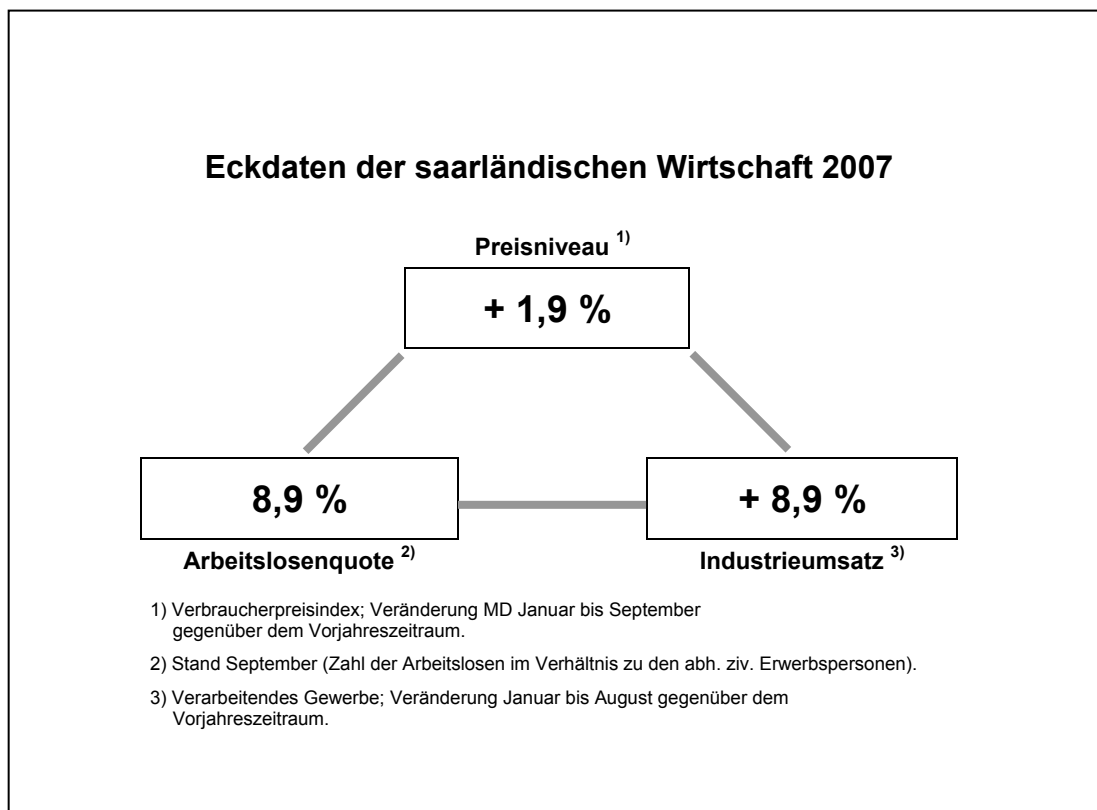 Eckdaten der saarländischen Wirtschaft 2007
Preisniveau 1)
+ 1,9 %
8,9 %
+ 8,9 %
Arbeitslosenquote 2)
Industrieumsatz 3)
1) Verbraucherpreisindex; Veränderung MD Januar bis September
gegenüber dem Vorjahreszeitraum.
2) Stand September (Zahl der Arbeitslosen im Verhältnis zu den abh. ziv. Erwerbspersonen).
3) Verarbeitendes Gewerbe; Veränderung Januar bis August gegenüber dem
Vorjahreszeitraum.